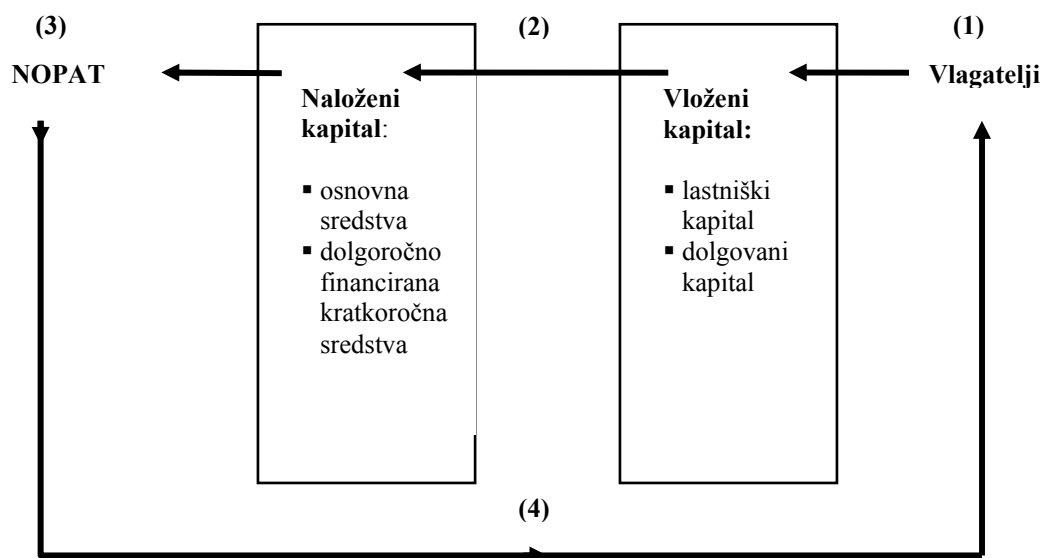 (3)
(2)
(1)
NOPAT
Vlagatelji
Naloženi
kapital:
▪ osnovna
sredstva
▪ dolgoročno
financirana
kratkoročna
sredstva
Vloženi
kapital:
▪ lastniški
kapital
▪ dolgovani
kapital
(4)